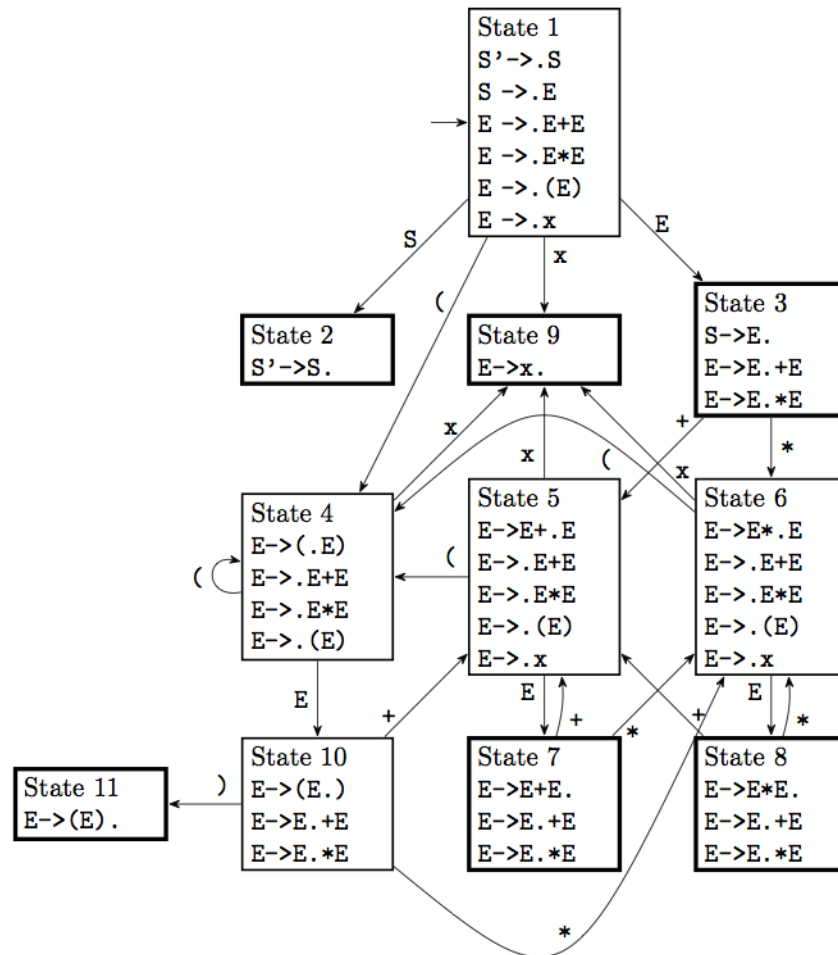 State 1
S'->.S
S ->.E
E ->.E+E
E ->.E*E
E ->.(E)
E ->.x
S
(
x
E
State 2
S'->S.
State 9
E->x.
State 3
S->E.
E->E.+E
E->E.*E
x
x
(
x
+
*
State 4
E->(.E)
E->.E+E
E->.E*E
E->.(E)
(
(
State 5
E->E+.E
E->.E+E
E->.E*E
E->.(E)
E->.x
State 6
E->E*.E
E->.E+E
E->.E*E
E->.(E)
E->.x
E
+
E
+
*
+
E
*
State 11
E->(E).
)
State 10
E->(E.)
E->E.+E
E->E.*E
State 7
E->E+E.
E->E.+E
E->E.*E
State 8
E->E*E.
E->E.+E
E->E.*E
*